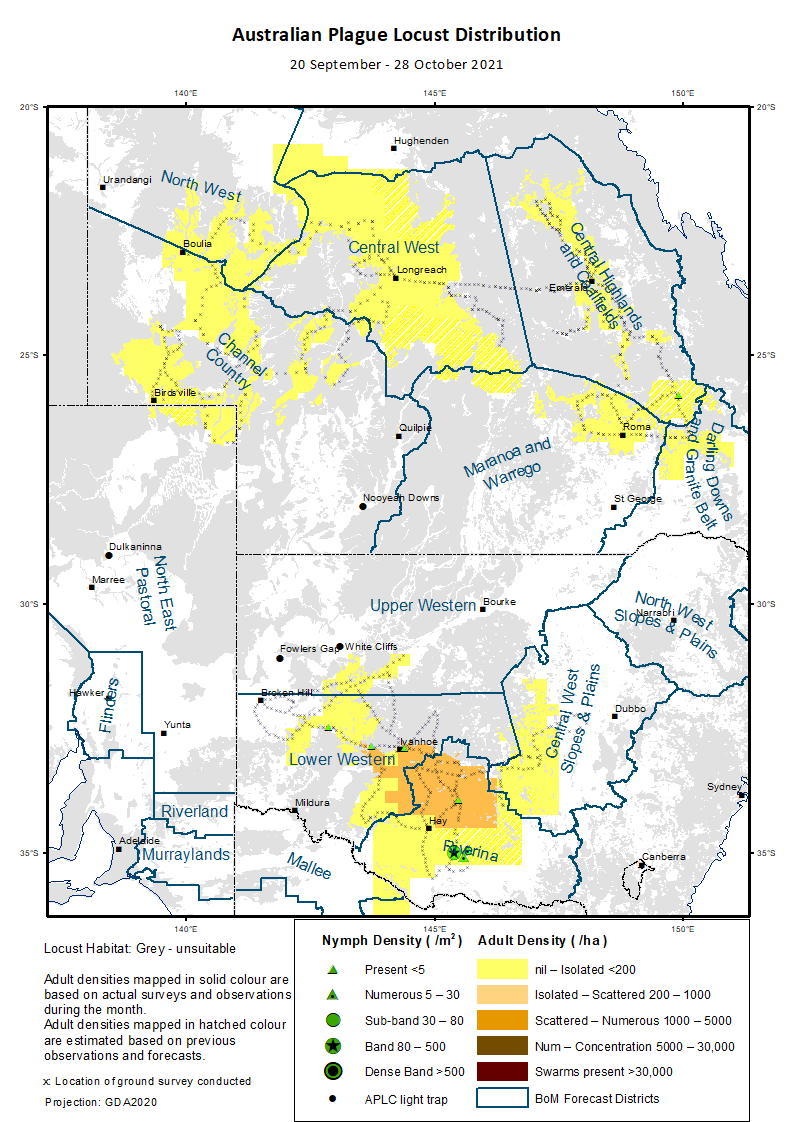 Australian Plague Locust Distribution
20 September - 28 October 2021
140°E 145°E 150°E
20°S 20°S
Hughenden
Urandangi
North West
Boulia
Central West
Longreach
Central Highlands
and Coalfields
Emerald
25°S 25°S
Channel
Country
Birdsville
Quilpie
Roma
Maranoa and
Warrego
Darling Downs
and Granite Belt
Nooyeah Downs
St George
Dulkaninna
Marree
North East
Pastoral
30°S 30°S
Upper Western
Bourke
North West
Slopes & Plains
Narrabri
Fowlers Gap
White Cliffs
Hawker
Flinders
Broken Hill
Central West
Slopes & Plains
Dubbo
Yunta
Ivanhoe
Lower Western
Riverland
Mildura
Sydney
Hay
Adelaide
Murraylands
Mallee
Riverina
Canberra
35°S 35°S
140°E 145°E 150°E
Locust Habitat: Grey - unsuitable
Adult densities mapped in solid colour are
based on actual surveys and observations
during the month.
Adult densities mapped in hatched colour
are estimated based on previous
observations and forecasts.
x: Location of ground survey conducted
Projection: GDA2020
Nymph Density ( /m²)
Present <5
Numerous 5 – 30
Sub-band 30 – 80
Band 80 – 500
Dense Band >500
APLC light trap
Adult Density ( /ha )
nil – Isolated <200
Isolated – Scattered 200 – 1000
Scattered – Numerous 1000 – 5000
Num – Concentration 5000 – 30,000
Swarms present >30,000
BoM Forecast Districts